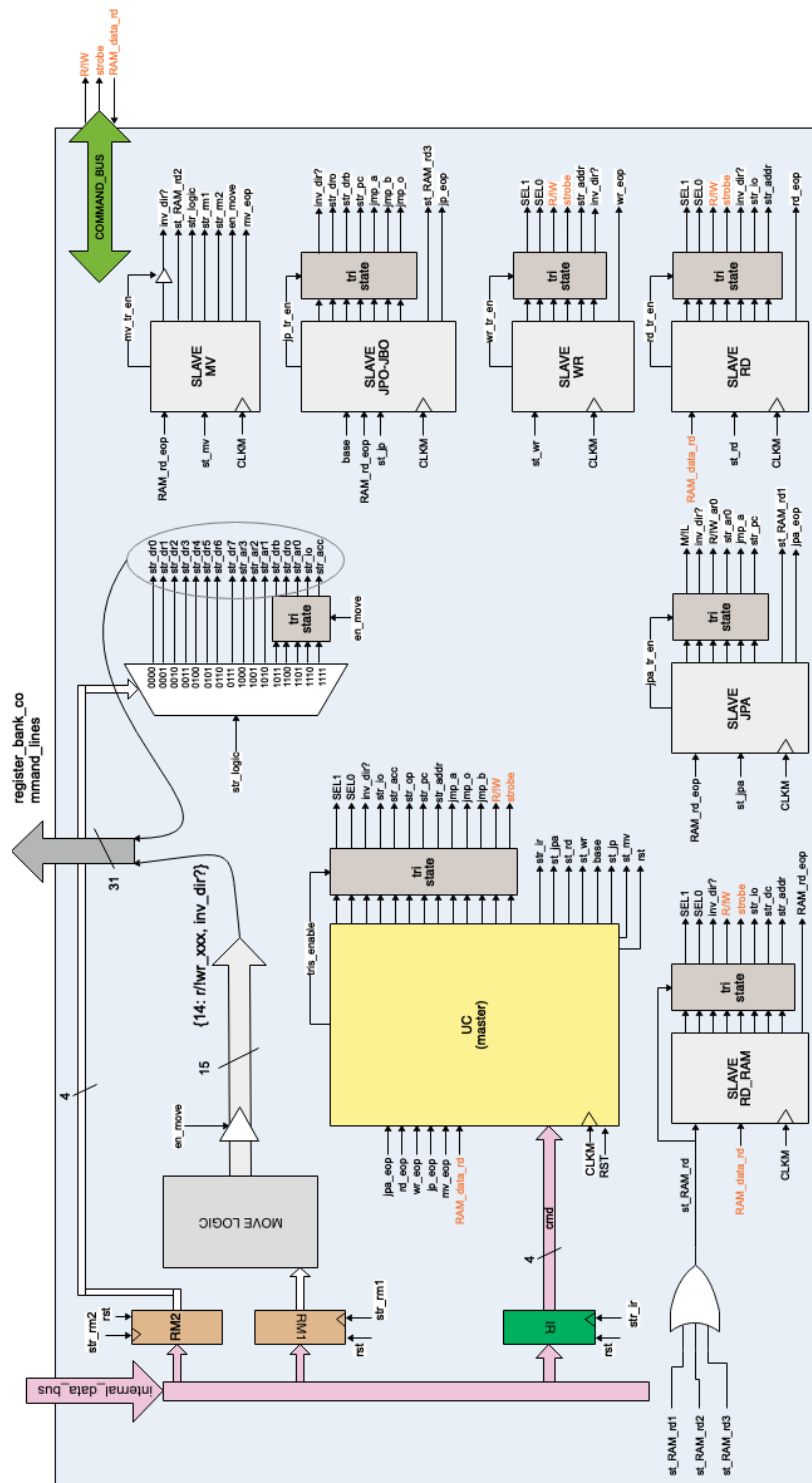 internal_data_bus
str_rm2
rst
RM2
RM1
rst
str_rm1
IR
rst
str_ir
MOVE LOGIC
en_move
4
15
{14: r/!wr_xxx, inv_dir?}
register_bank_co
mmand_lines
31
str_logic
0000
0001
0010
0011
0100
0101
0110
0111
1000
1001
1010
1011
1100
1101
1110
1111
tri
state
en_move
str_dr0
str_dr1
str_dr2
str_dr3
str_dr4
str_dr5
str_dr6
str_dr7
str_ar3
str_ar2
str_ar1
str_drb
str_dro
str_ar0
str_io
str_acc
COMMAND_BUS
R/!W
strobe
RAM_data_rd
4
cmd
jpa_eop
rd_eop
wr_eop
jp_eop
mv_eop
RAM_data_rd
CLKM
RST
UC
(master)
tris_enable
tri
state
SEL1
SEL0
inv_dir?
str_io
str_acc
str_op
str_pc
str_addr
jmp_a
jmp_o
jmp_b
R/!W
strobe
str_ir
st_jpa
st_rd
st_wr
base
st_jp
st_mv
rst
RAM_rd_eop
st_mv
CLKM
SLAVE
MV
mv_tr_en
inv_dir?
st_RAM_rd2
str_logic
str_rm1
str_rm2
en_move
mv_eop
base
RAM_rd_eop
st_jp
CLKM
SLAVE
JPO-JBO
jp_tr_en
tri
state
inv_dir?
str_dro
str_drb
str_pc
jmp_a
jmp_b
jmp_o
st_RAM_rd3
jp_eop
st_wr
CLKM
SLAVE
WR
wr_tr_en
tri
state
SEL1
SEL0
R/!W
strobe
str_addr
inv_dir?
wr_eop
st_RAM_rd1
st_RAM_rd2
st_RAM_rd3
st_RAM_rd
RAM_data_rd
CLKM
SLAVE
RD_RAM
tri
state
SEL1
SEL0
inv_dir?
R/!W
strobe
str_io
str_dc
str_addr
RAM_rd_eop
RAM_rd_eop
st_jpa
CLKM
SLAVE
JPA
jpa_tr_en
tri
state
M/!L
inv_dir?
R/!W_ar0
str_ar0
jmp_a
str_pc
st_RAM_rd1
jpa_eop
RAM_data_rd
st_rd
CLKM
SLAVE
RD
rd_tr_en
tri
state
SEL1
SEL0
R/!W
strobe
inv_dir?
str_io
str_addr
rd_eop